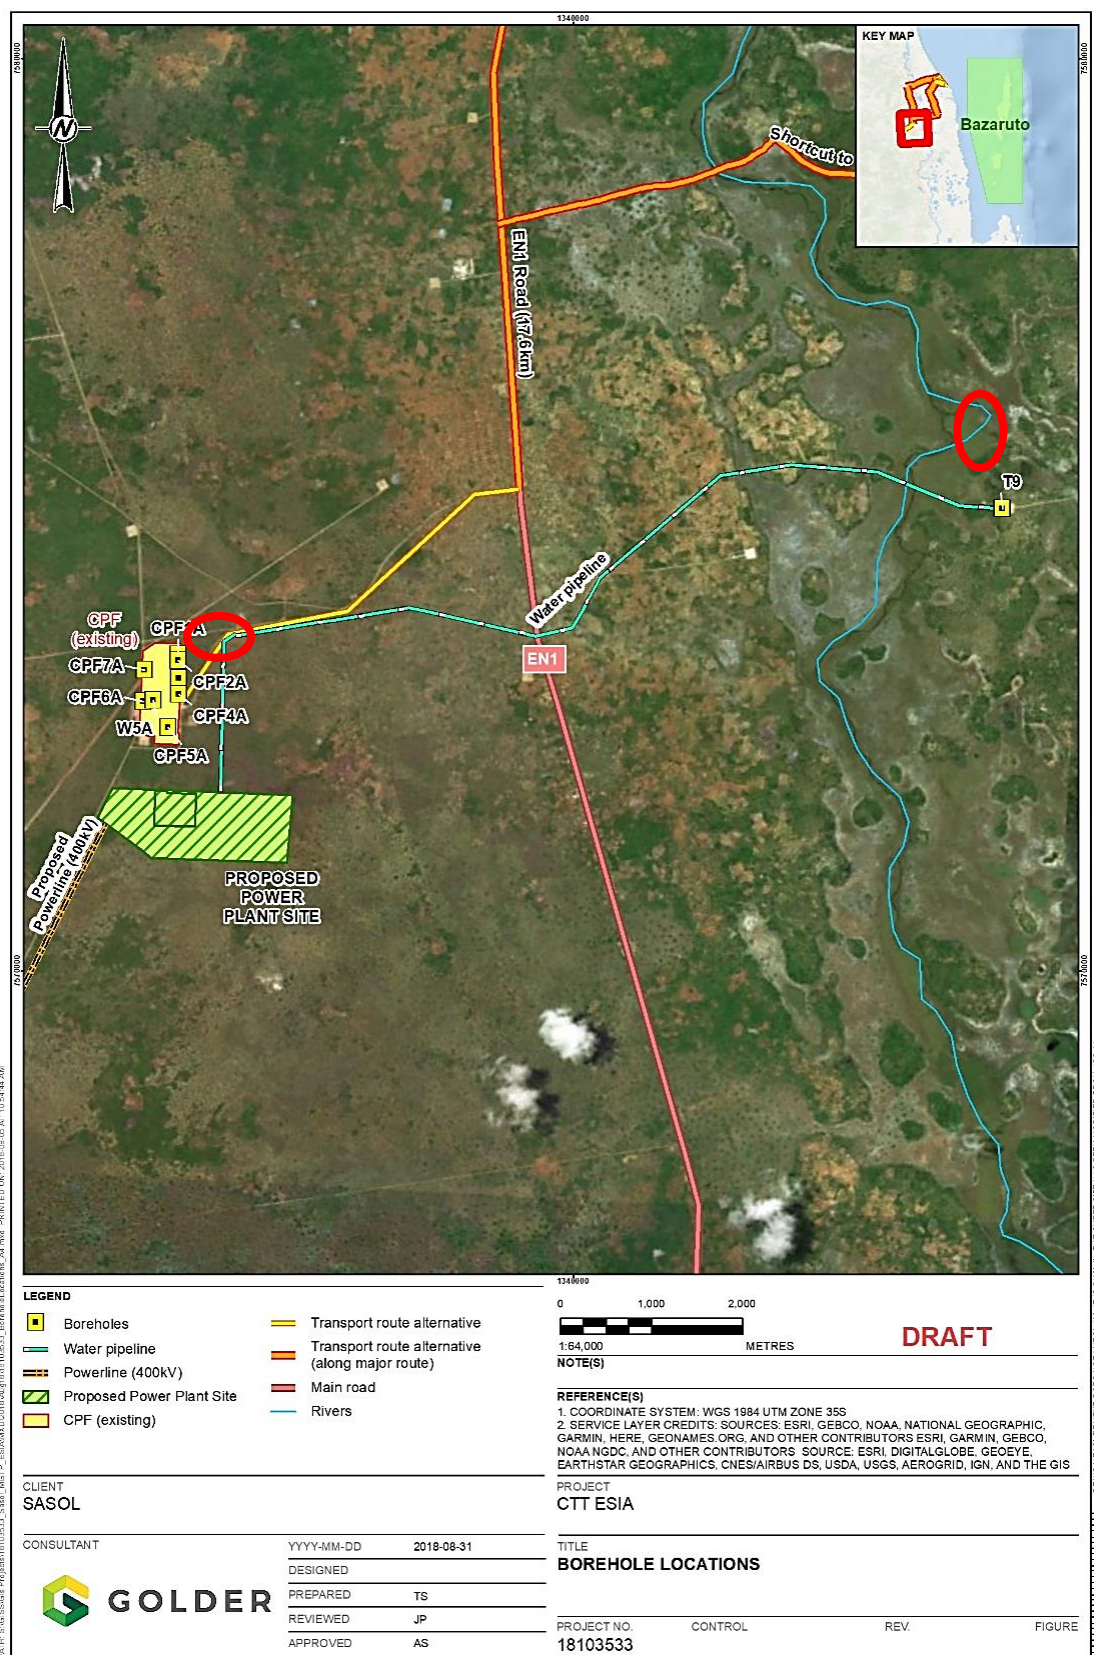 1340000
7580000
7580000
KEY MAP
Bazaruto
N
Shortcut to
EN1 Road (17,6km)
T9
Water pipeline
CPF
(existing)
CPF7A
CPF2A
CPF6A
CPF4A
W5A
CPF5A
EN1
Proposed
Powerline (400kV)
PROPOSED
POWER
PLANT SITE
7570000
7570000
1340000
LEGEND
Boreholes
Water pipeline
Powerline (400kV)
Proposed Power Plant Site
CPF (existing)
Transport route alternative
Transport route alternative
(along major route)
Main road
Rivers
0 1,000 2,000
1:64,000 METRES
DRAFT
NOTE(S)
REFERENCE(S)
1. COORDINATE SYSTEM: WGS 1984 UTM ZONE 35S
2. SERVICE LAYER CREDITS: SOURCES: ESRI, GEBCO, NOAA, NATIONAL GEOGRAPHIC,
GARMIN, HERE, GEONAMES.ORG, AND OTHER CONTRIBUTORS ESRI, GARMIN, GEBCO,
NOAA NGDC, AND OTHER CONTRIBUTORS SOURCE: ESRI, DIGITALGLOBE, GEOEYE,
EARTHSTAR GEOGRAPHICS, CNES/AIRBUS DS, USDA, USGS, AEROGRID, IGN, AND THE GIS
CLIENT
SASOL
PROJECT
CTT ESIA
CONSULTANT
GOLDER
YYYY-MM-DD 2018-08-31
DESIGNED
PREPARED TS
REVIEWED JP
APPROVED AS
TITLE
BOREHOLE LOCATIONS
PROJECT NO. CONTROL REV. FIGURE
18103533